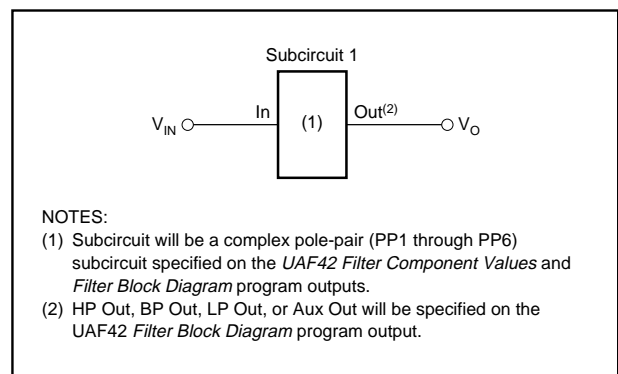 Subcircuit 1
V_IN In (1) Out(2) V_O
NOTES:
(1) Subcircuit will be a complex pole-pair (PP1 through PP6)
subcircuit specified on the UAF42 Filter Component Values and
Filter Block Diagram program outputs.
(2) HP Out, BP Out, LP Out, or Aux Out will be specified on the
UAF42 Filter Block Diagram program output.